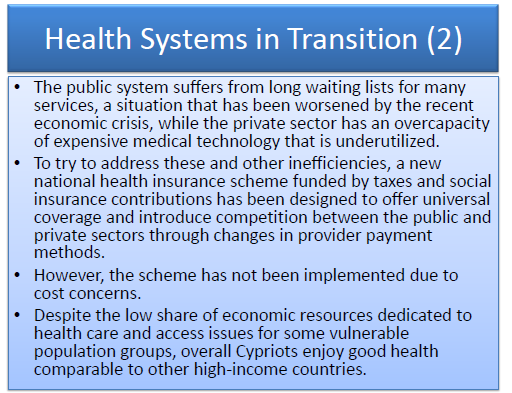 Health Systems in Transition (2)
• The public system suffers from long waiting lists for many
services, a situation that has been worsened by the recent
economic crisis, while the private sector has an overcapacity
of expensive medical technology that is underutilized.
• To try to address these and other inefficiencies, a new
national health insurance scheme funded by taxes and social
insurance contributions has been designed to offer universal
coverage and introduce competition between the public and
private sectors through changes in provider payment
methods.
• However, the scheme has not been implemented due to
cost concerns.
• Despite the low share of economic resources dedicated to
health care and access issues for some vulnerable
population groups, overall Cypriots enjoy good health
comparable to other high-income countries.